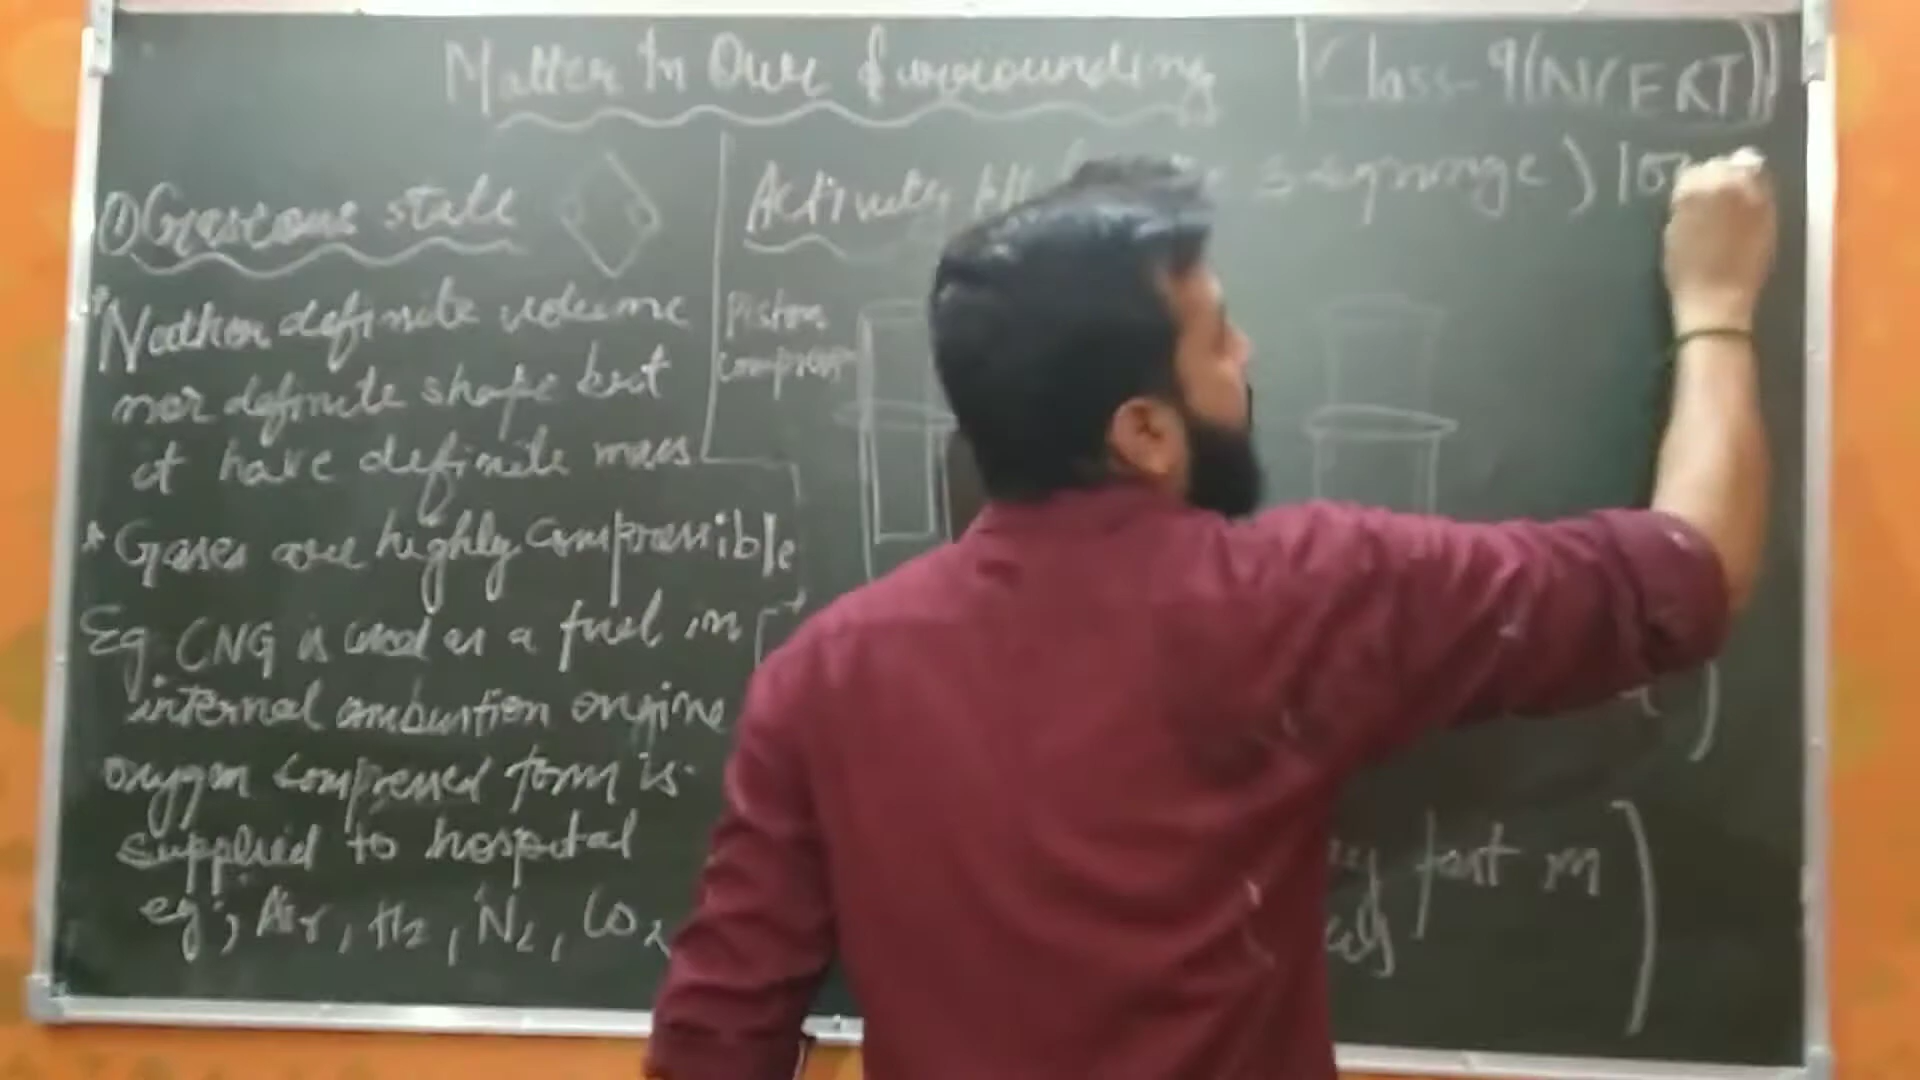 Matter In Our Surrounding
Class-9(NCERT)
① Gaseous state
* Neither definite volume
nor definite shape but
it have definite mass
* Gases are highly compressible
Eg. CNG is used as a fuel in
internal combustion engine
oxygen compressed form is
supplied to hospital
eg; Air, H2, N2, CO2
Activity
Piston
compress
fast in